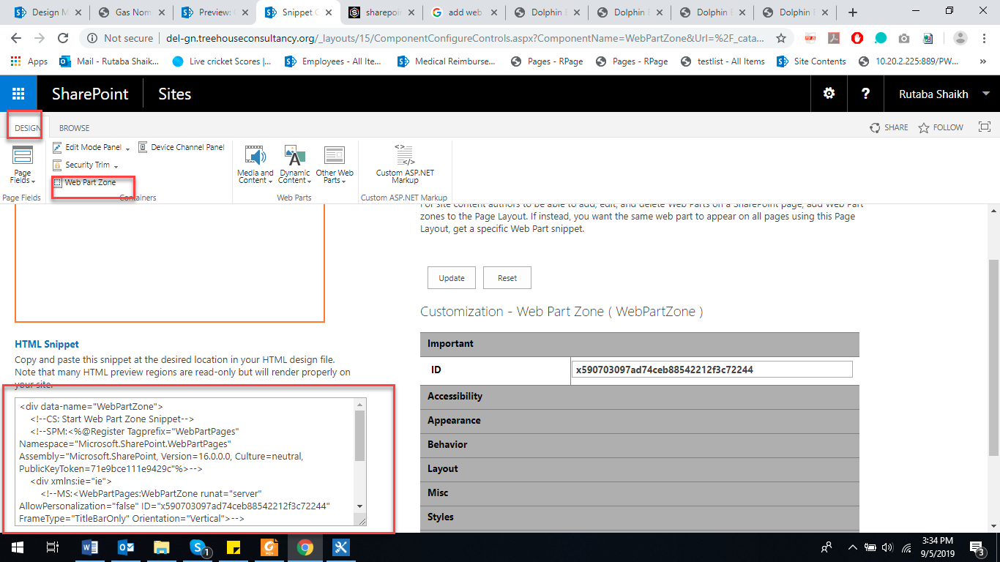 Design M
Gas Nom
Preview:
Snippet G
sharepoin
add web
Dolphin
Dolphin
Dolphin
Dolphin
Not secure
del-gn.treehouseconsultancy.org/_layouts/15/ComponentConfigureControls.aspx?ComponentName=WebPartZone&Url=%2F_cata...
Apps
Mail - Rutaba Shaik...
Live cricket Scores |...
Employees - All Ite...
Medical Reimburse...
Pages - RPage
Pages - RPage
testlist - All Items
Site Contents
10.20.2.225:889/PW...
»
SharePoint
Sites
?
Rutaba Shaikh
DESIGN
BROWSE
SHARE
FOLLOW
Page
Fields
Page Fields
Edit Mode Panel
Device Channel Panel
Security Trim
Web Part Zone
Containers
Media and
Content
Dynamic
Content
Other Web
Parts
Web Parts
Custom ASP.NET
Markup
Custom ASP.NET Markup
For site content authors to be able to add, edit, and delete Web Parts on a SharePoint page, add Web Part
zones to the Page Layout. If instead, you want the same web part to appear on all pages using this Page
Layout, get a specific Web Part snippet.
Update
Reset
Customization - Web Part Zone ( WebPartZone )
Important
ID
x590703097ad74ceb88542212f3c72244
Accessibility
Appearance
Behavior
Layout
Misc
Styles
HTML Snippet
Copy and paste this snippet at the desired location in your HTML design file.
Note that many HTML preview regions are read-only but will render properly on
your site.
<div data-name="WebPartZone">
<!--CS: Start Web Part Zone Snippet-->
<!--SPM:<%@Register Tagprefix="WebPartPages"
Namespace="Microsoft.SharePoint.WebPartPages"
Assembly="Microsoft.SharePoint, Version=16.0.0.0, Culture=neutral,
PublicKeyToken=71e9bce111e9429c"%>-->
<div xmlns:ie="ie">
<!--MS:<WebPartPages:WebPartZone runat="server"
AllowPersonalization="false" ID="x590703097ad74ceb88542212f3c72244"
FrameType="TitleBarOnly" Orientation="Vertical">-->
1
3:34 PM
9/5/2019
3